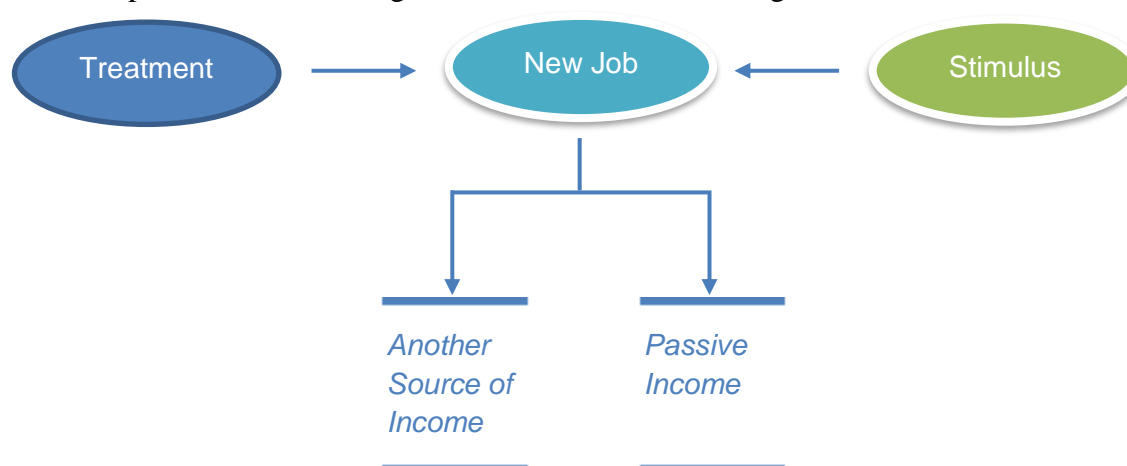 Treatment
New Job
Stimulus
Another
Source of
Income
Passive
Income